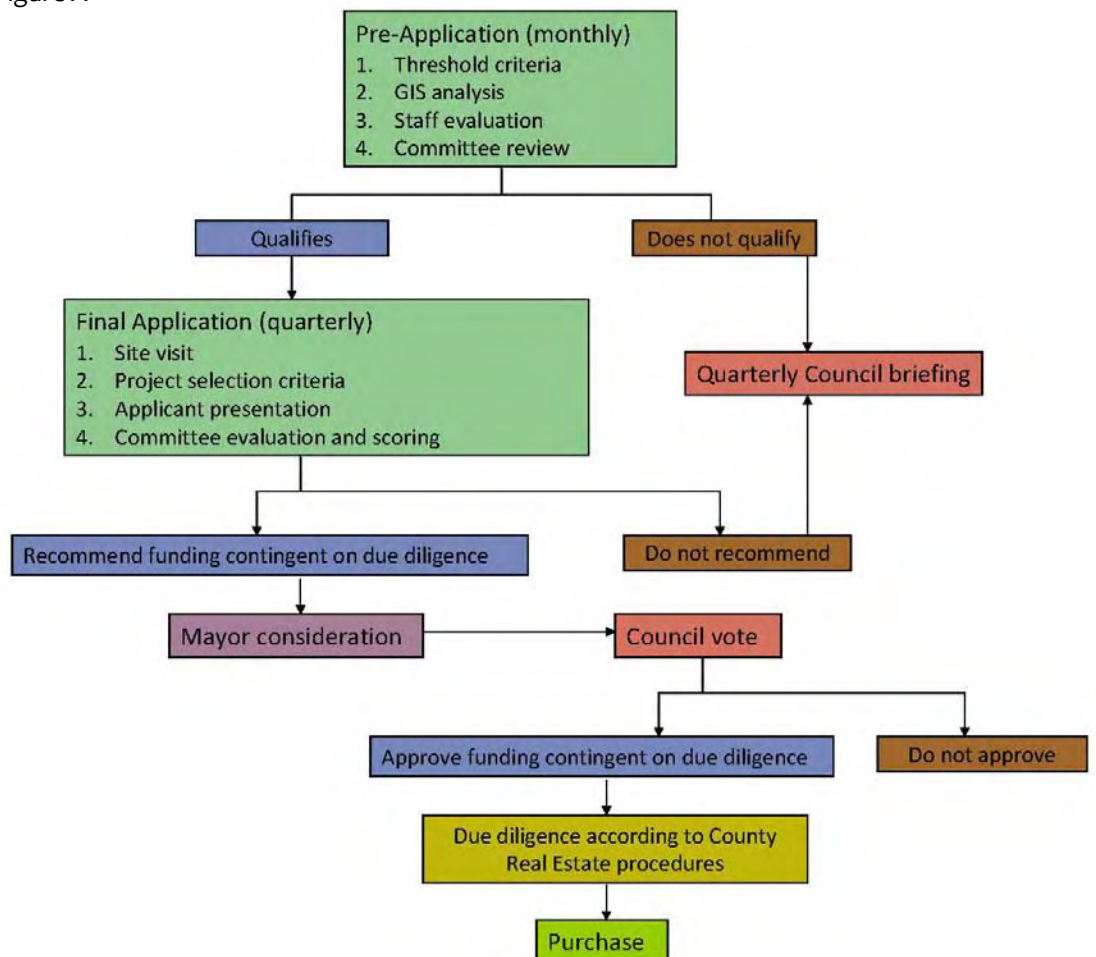 Pre-Application (monthly)
1. Threshold criteria
2. GIS analysis
3. Staff evaluation
4. Committee review
Qualifies
Does not qualify
Final Application (quarterly)
1. Site visit
2. Project selection criteria
3. Applicant presentation
4. Committee evaluation and scoring
Quarterly Council briefing
Recommend funding contingent on due diligence
Do not recommend
Mayor consideration
Council vote
Approve funding contingent on due diligence
Do not approve
Due diligence according to County
Real Estate procedures
Purchase